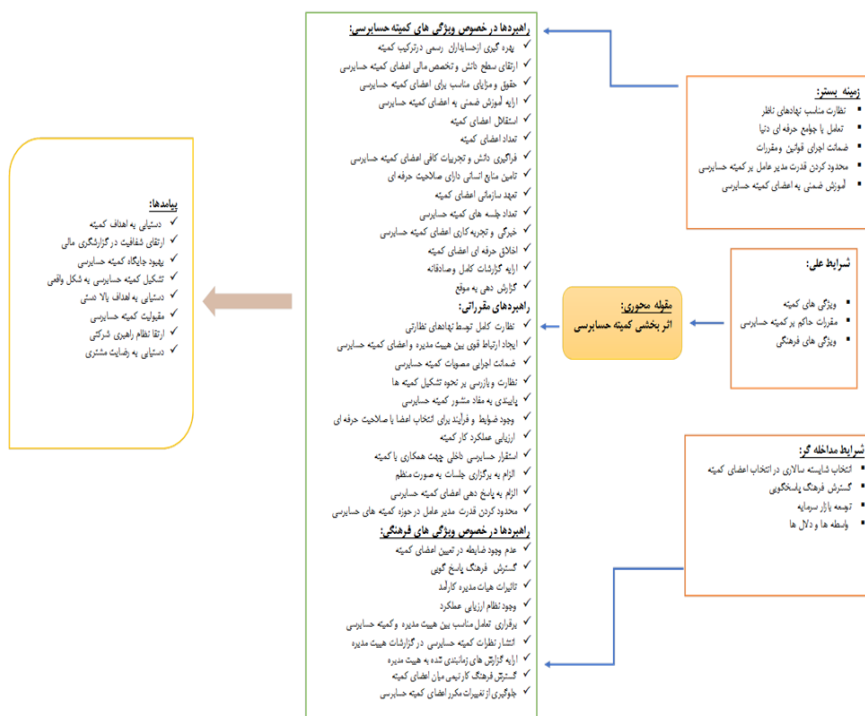 زمینه بستر:
نظارت مناسب نهادهای ناظر
تعامل با جوامع حرفه ای دنیا
ضمانت اجرای قوانین و مقررات
محدود کردن قدرت مدیر عامل بر کمیته حسابرسی
آموزش ضمنی به اعضای کمیته حسابرسی
شرایط علی:
ویژگی های کمیته
مقررات حاکم بر کمیته حسابرسی
ویژگی های فرهنگی
شرایط مداخله گر:
انتخاب شایسته سالاری در انتخاب اعضای کمیته
گسترش فرهنگ پاسخگویی
توسعه بازار سرمایه
واسطه ها و دلال ها
مقوله محوری:
اثر بخشی کمیته حسابرسی
راهبردها در خصوص ویژگی های کمیته حسابرسی:
بهره گیری ازحسابداران رسمی درترکیب کمیته
ارتقای سطح دانش و تخصص مالی اعضای کمیته حسابرسی
حقوق و مزایای مناسب برای اعضای کمیته حسابرسی
ارایه آموزش ضمنی به اعضای کمیته حسابرسی
استقلال اعضای کمیته
تعداد اعضای کمیته
فراگیری دانش و تجربیات کافی اعضای کمیته حسابرسی
تامین منابع انسانی دارای صلاحیت حرفه ای
تعهد سازمانی اعضای کمیته
تعداد جلسه های کمیته حسابرسی
خبرگی و تجربه کاری اعضای کمیته حسابرسی
اخلاق حرفه ای اعضای کمیته
ارایه گزارشات کامل و صادقانه
گزارش دهی به موقع
راهبردهای مقرراتی:
نظارت کامل توسط نهادهای نظارتی
ایجاد ارتباط قوی بین هییت مدیره و اعضای کمیته حسابرسی
ضمانت اجرایی مصوبات کمیته حسابرسی
نظارت و بازرسی بر نحوه تشکیل کمیته ها
پایبندی به مفاد منشور کمیته حسابرسی
وجود ضوابط و فرآیند برای انتخاب اعضا با صلاحیت حرفه ای
ارزیابی عملکرد کار کمیته
استقرار حسابرسی داخلی جهت همکاری با کمیته
الزام به برگزاری جلسات به صورت منظم
الزام به پاسخ دهی اعضای کمیته حسابرسی
محدود کردن قدرت مدیر عامل در حوزه کمیته های حسابرسی
راهبردها در خصوص ویژگی های فرهنگی:
عدم وجود ضابطه در تعیین اعضای کمیته
گسترش فرهنگ پاسخ گویی
تاثیرات هیات مدیره کارآمد
وجود نظام ارزیابی عملکرد
برقراری تعامل مناسب بین هییت مدیره و کمیته حسابرسی
انتشار نظرات کمیته حسابرسی در گزارشات هییت مدیره
ارایه گزارش های زمانبندی شده به هییت مدیره
گسترش فرهنگ کار تیمی میان اعضای کمیته
جلوگیری از تغییرات مکرر اعضای کمیته حسابرسی
پیامدها:
دستیابی به اهداف کمیته
ارتقای شفافیت در گزارشگری مالی
بهبود جایگاه کمیته حسابرسی
تشکیل کمیته حسابرسی به شکل واقعی
دستیابی به اهداف بالا دستی
مقبولیت کمیته حسابرسی
ارتقا نظام راهبری شرکتی
دستیابی به رضایت مشتری